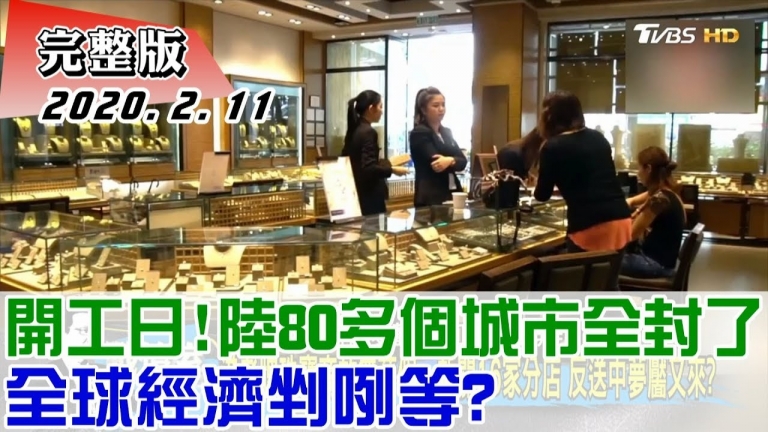 完整版
2020.2.11
TVBS HD
開工日!陸80多個城市全封了
家分店 反送中夢魘又來?
全球經濟剉咧等?